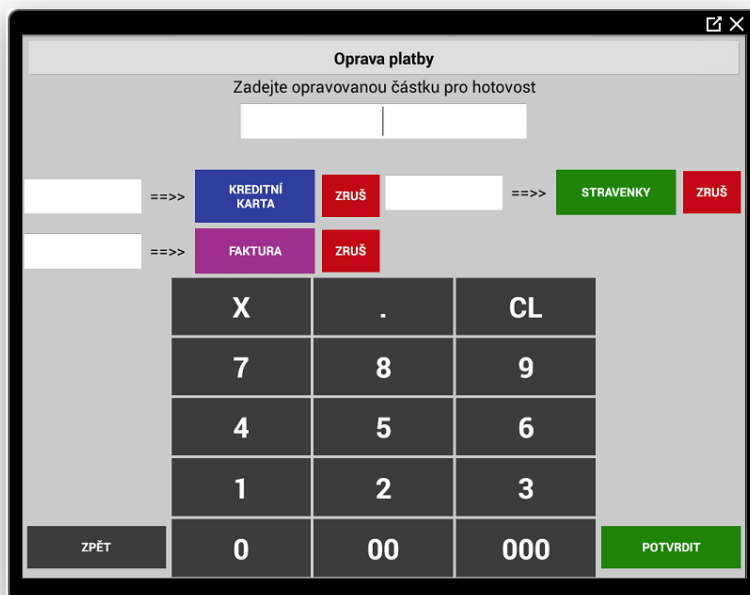 Oprava platby
Zadejte opravovanou částku pro hotovost
==>> KREDITNÍ KARTA ZRUŠ ==>> STRAVENKY ZRUŠ
==>> FAKTURA ZRUŠ
X . CL
7 8 9
4 5 6
1 2 3
ZPĚT 0 00 000 POTVRDIT